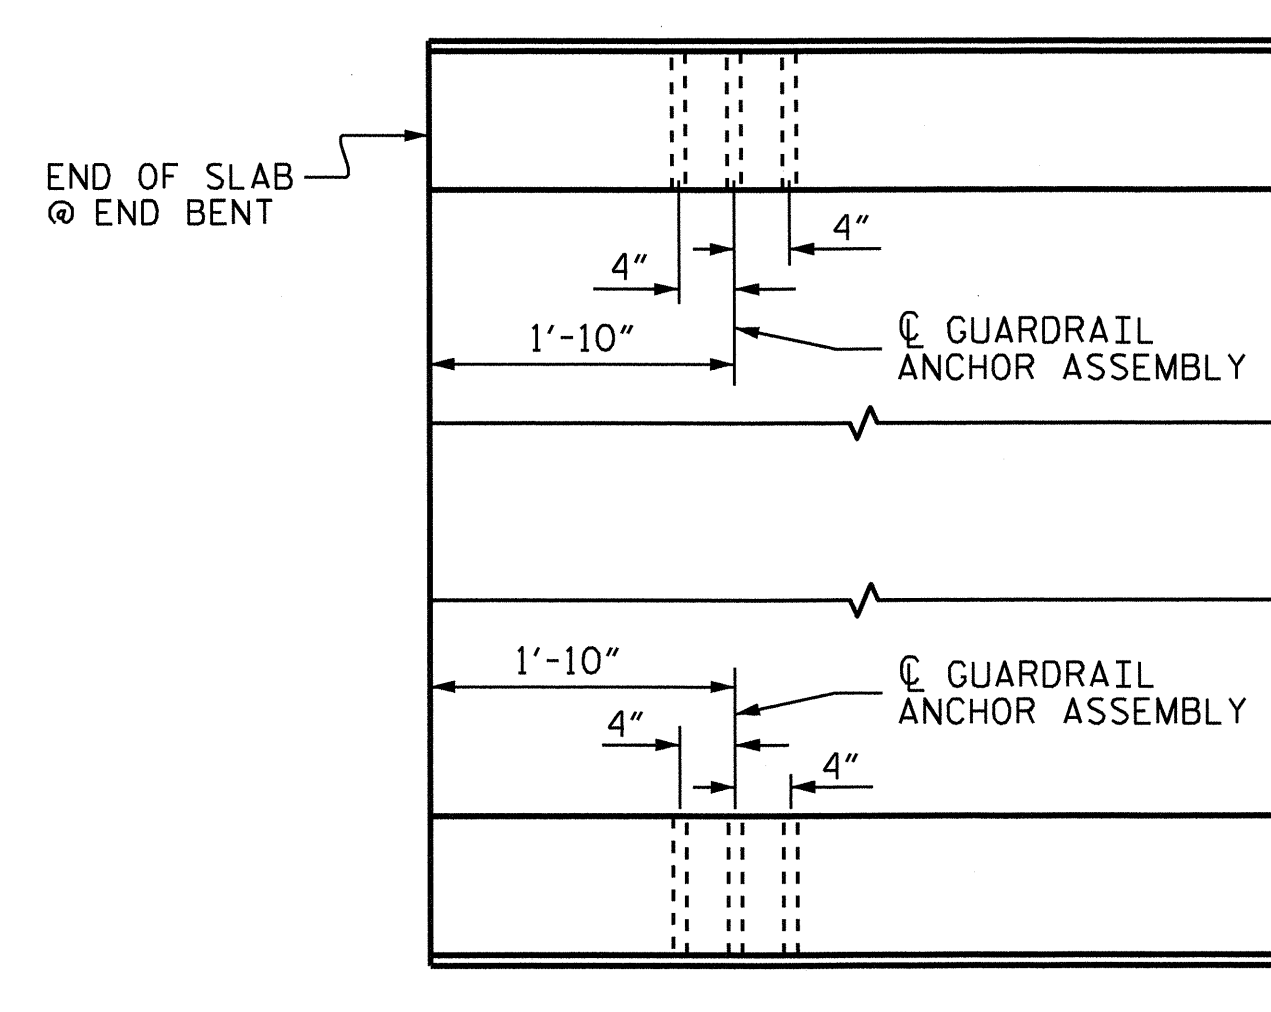 END OF SLAB
@ END BENT
4"
4"
1'-10"
℄ GUARDRAIL
ANCHOR ASSEMBLY
1'-10"
℄ GUARDRAIL
ANCHOR ASSEMBLY
4"
4"